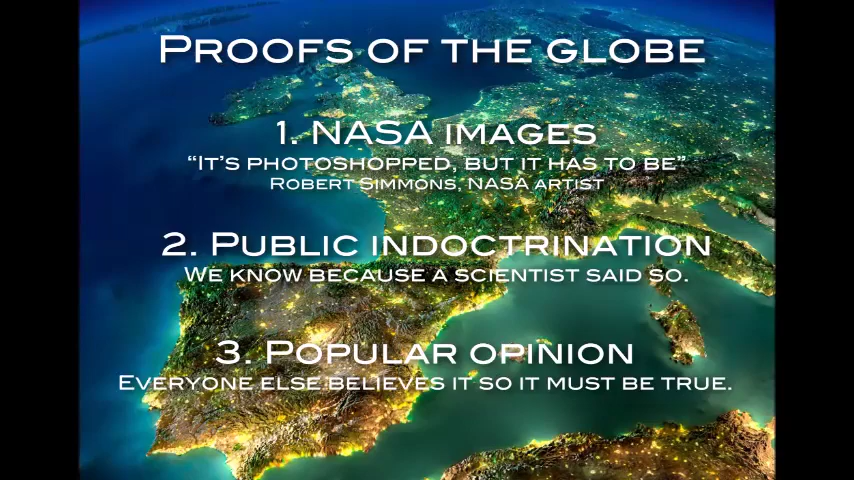 PROOFS OF THE GLOBE
1. NASA IMAGES
“IT’S PHOTOSHOPPED, BUT IT HAS TO BE”
ROBERT SIMMONS, NASA ARTIST
2. PUBLIC INDOCTRINATION
WE KNOW BECAUSE A SCIENTIST SAID SO.
3. POPULAR OPINION
EVERYONE ELSE BELIEVES IT SO IT MUST BE TRUE.